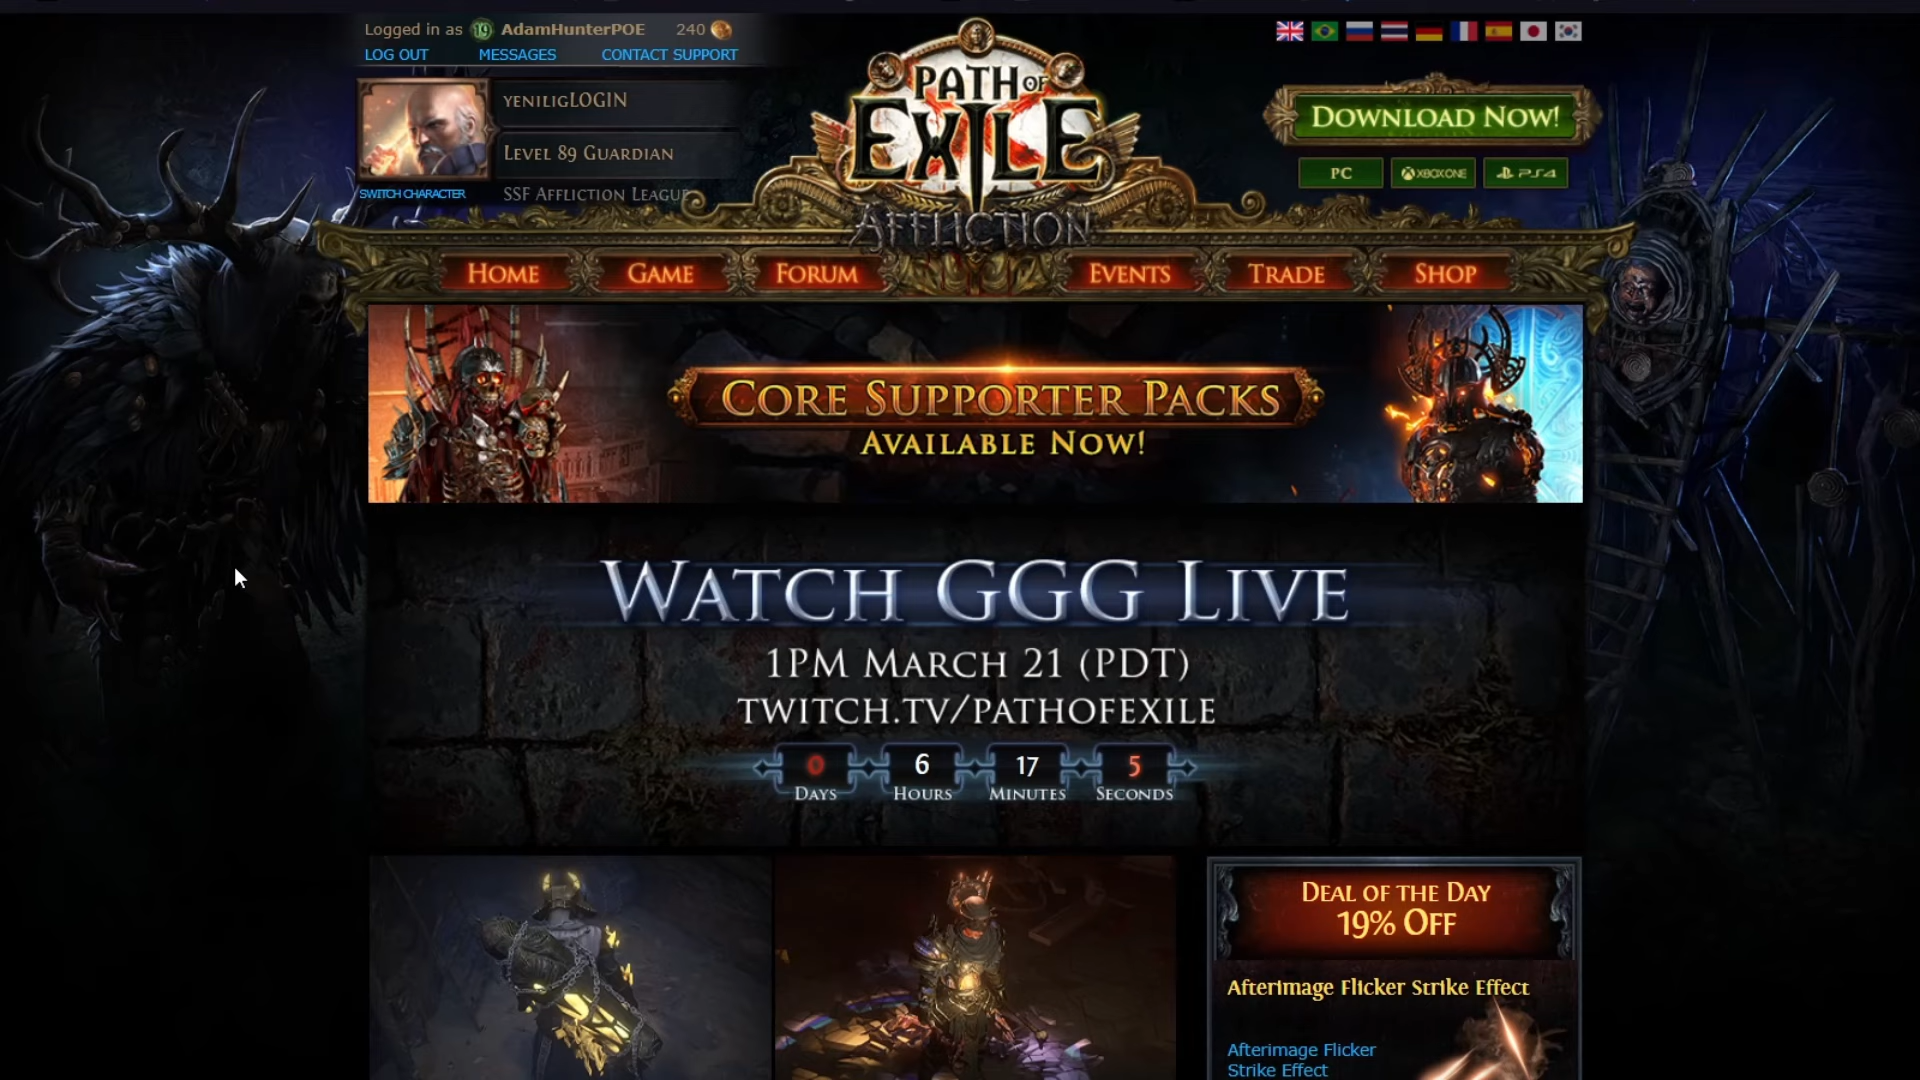 Logged in as 19 AdamHunterPOE 240
LOG OUT MESSAGES CONTACT SUPPORT
yeniligLOGIN
Level 89 Guardian
SWITCH CHARACTER
SSF Affliction League
PATH OF
EXILE
AFFLICTION
Download Now!
PC XBOX ONE PS4
Home Game Forum Events Trade Shop
Core Supporter Packs
Available Now!
Watch GGG Live
1PM March 21 (PDT)
twitch.tv/pathofexile
0 6 17 5
Days Hours Minutes Seconds
Deal of the Day
19% Off
Afterimage Flicker Strike Effect
Afterimage Flicker
Strike Effect